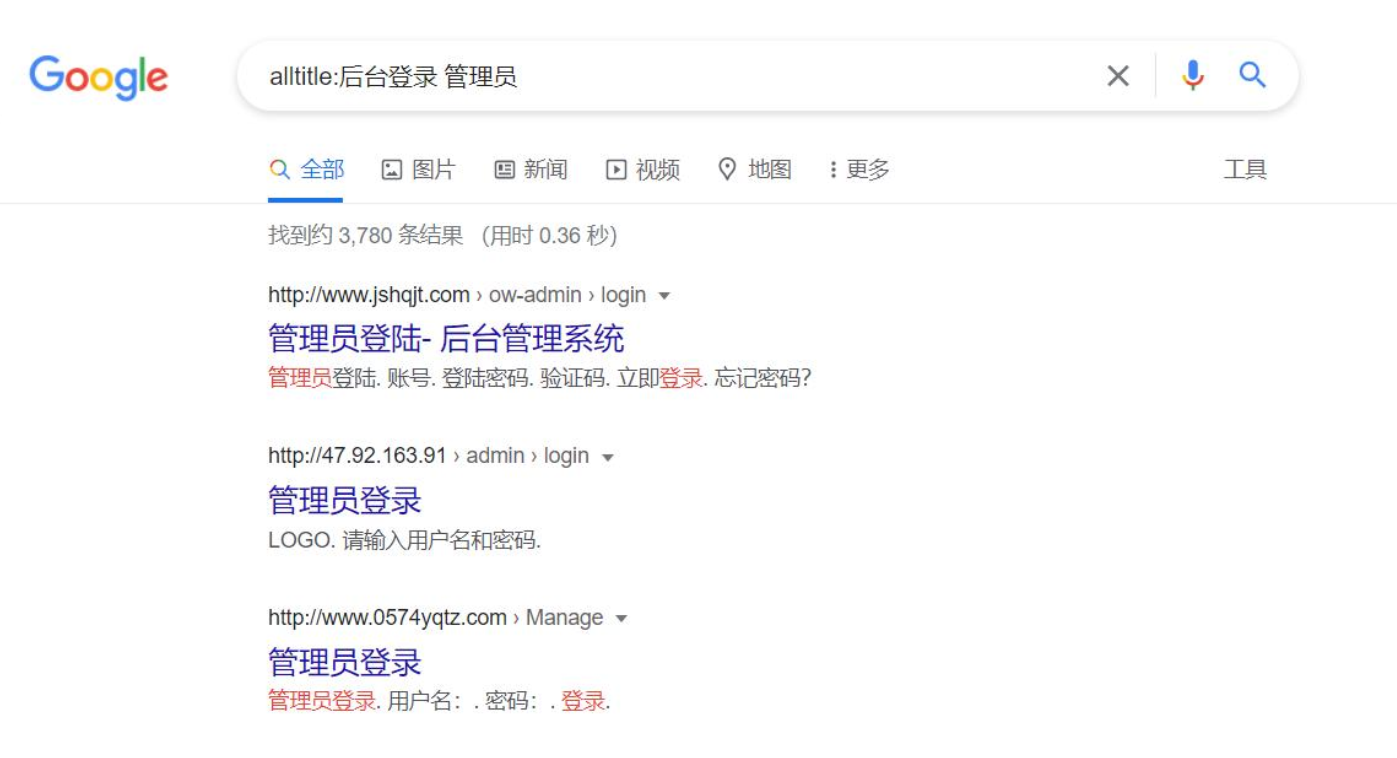 Google
alltitle:后台登录 管理员
全部 图片 新闻 视频 地图 更多 工具
找到约 3,780 条结果 (用时 0.36 秒)
http://www.jshqjt.com › ow-admin › login
管理员登陆- 后台管理系统
管理员登陆. 账号. 登陆密码. 验证码. 立即登录. 忘记密码?
http://47.92.163.91 › admin › login
管理员登录
LOGO. 请输入用户名和密码.
http://www.0574yqtz.com › Manage
管理员登录
管理员登录. 用户名：. 密码：. 登录.